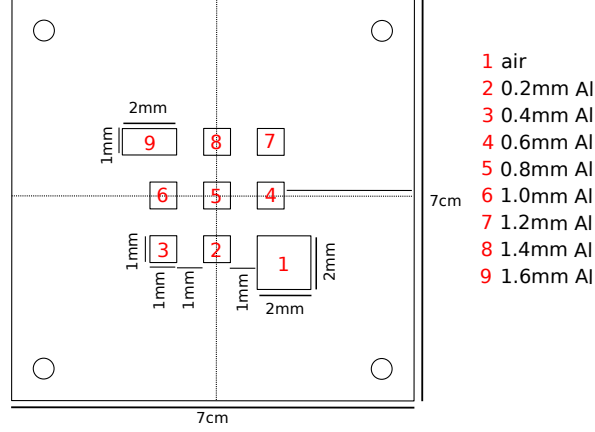 1 air
2 0.2mm Al
3 0.4mm Al
4 0.6mm Al
5 0.8mm Al
6 1.0mm Al
7 1.2mm Al
8 1.4mm Al
9 1.6mm Al
2mm
1mm
9
8
7
6
5
4
7cm
1mm
3
2
1
2mm
1mm
1mm
1mm
2mm
7cm